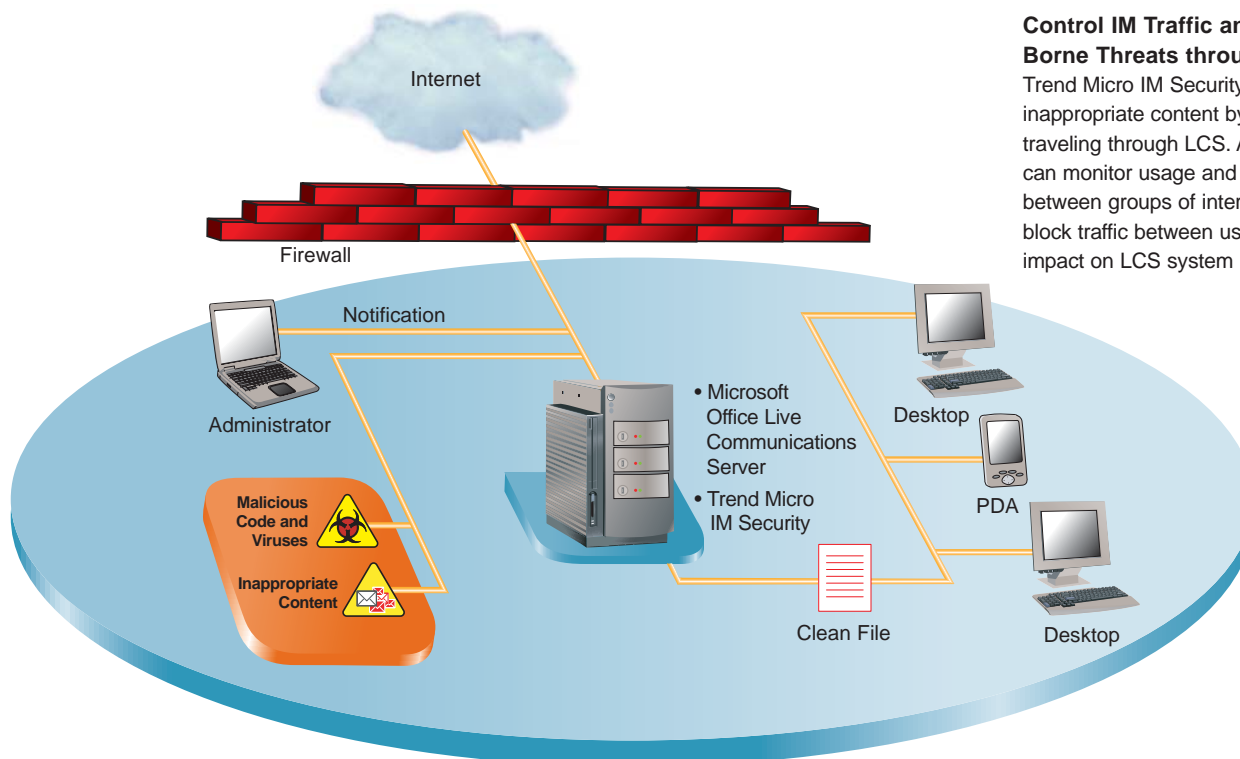 Control IM Traffic an
Borne Threats throu
Trend Micro IM Security
inappropriate content by
traveling through LCS. A
can monitor usage and
between groups of inter
block traffic between us
impact on LCS system
Internet
Firewall
Notification
Administrator
Malicious
Code and
Viruses
Inappropriate
Content
• Microsoft
Office Live
Communications
Server
• Trend Micro
IM Security
Clean File
Desktop
PDA
Desktop